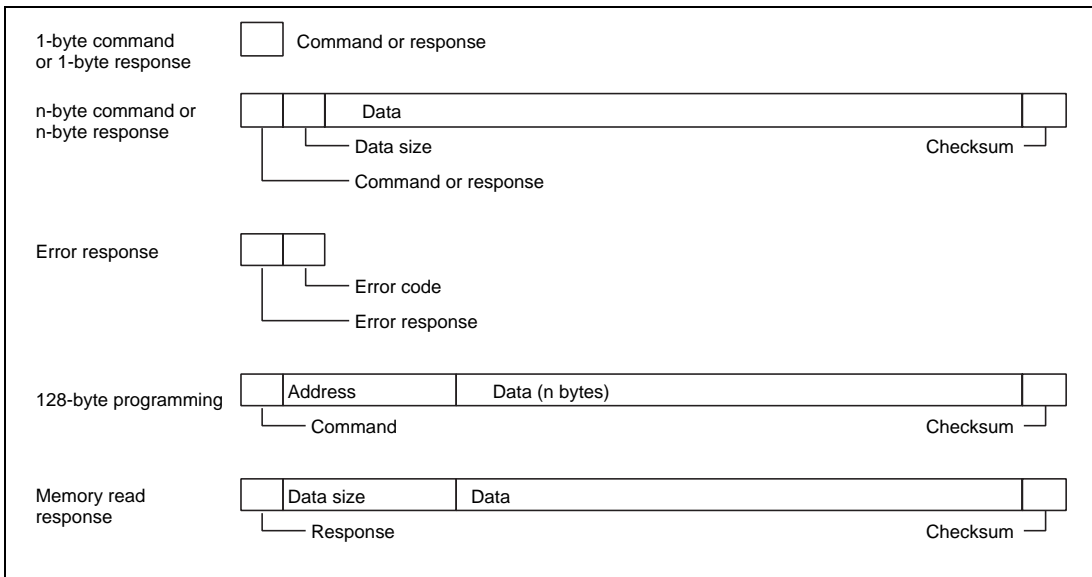 1-byte command
or 1-byte response
Command or response
n-byte command or
n-byte response
Data
Data size
Checksum
Command or response
Error response
Error code
Error response
128-byte programming
Address
Data (n bytes)
Command
Checksum
Memory read
response
Data size
Data
Response
Checksum